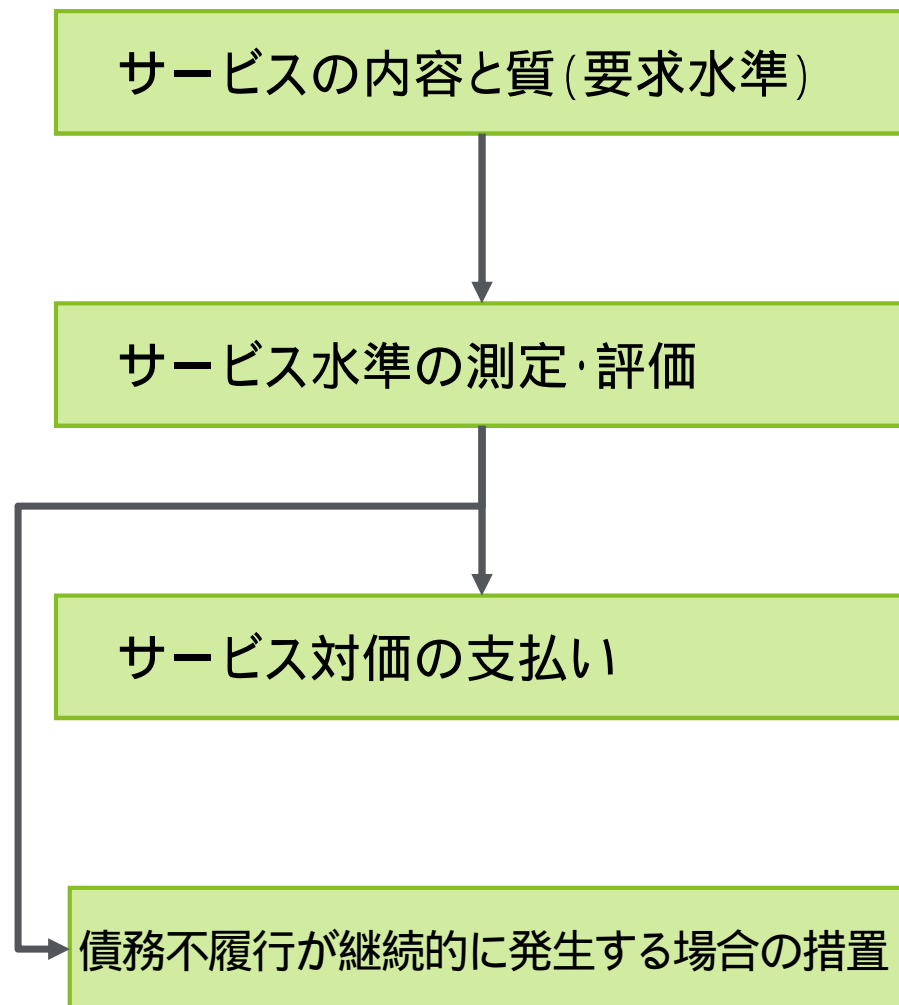 サービスの内容と質(要求水準)
サービス水準の測定・評価
サービス対価の支払い
債務不履行が継続的に発生する場合の措置